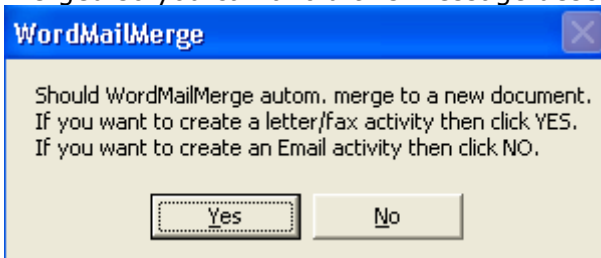 WordMailMerge
Should WordMailMerge autom. merge to a new document.
If you want to create a letter/fax activity then click YES.
If you want to create an Email activity then click NO.
Yes
No